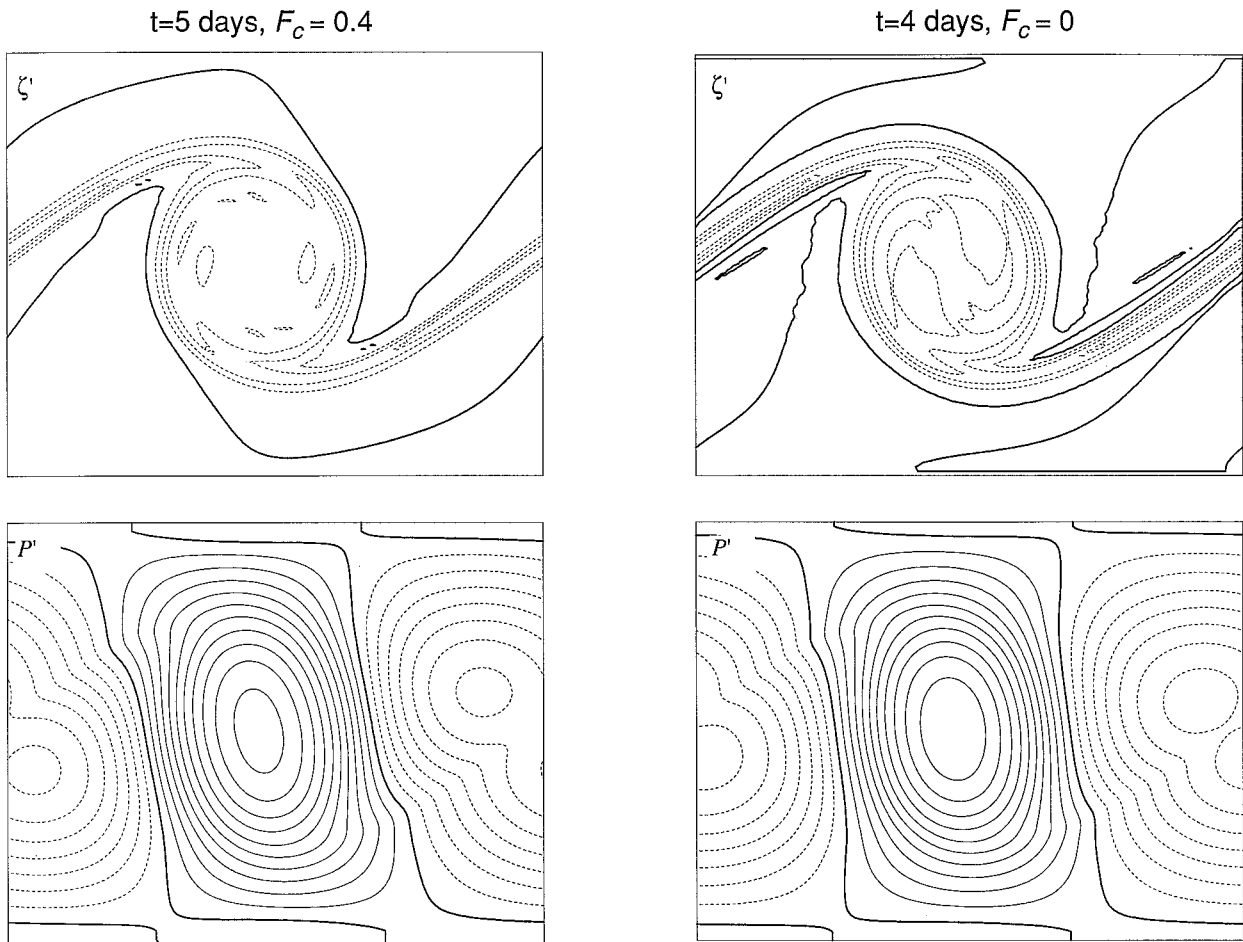 t=5 days, F_c = 0.4
t=4 days, F_c = 0
ζ'
ζ'
P'
P'